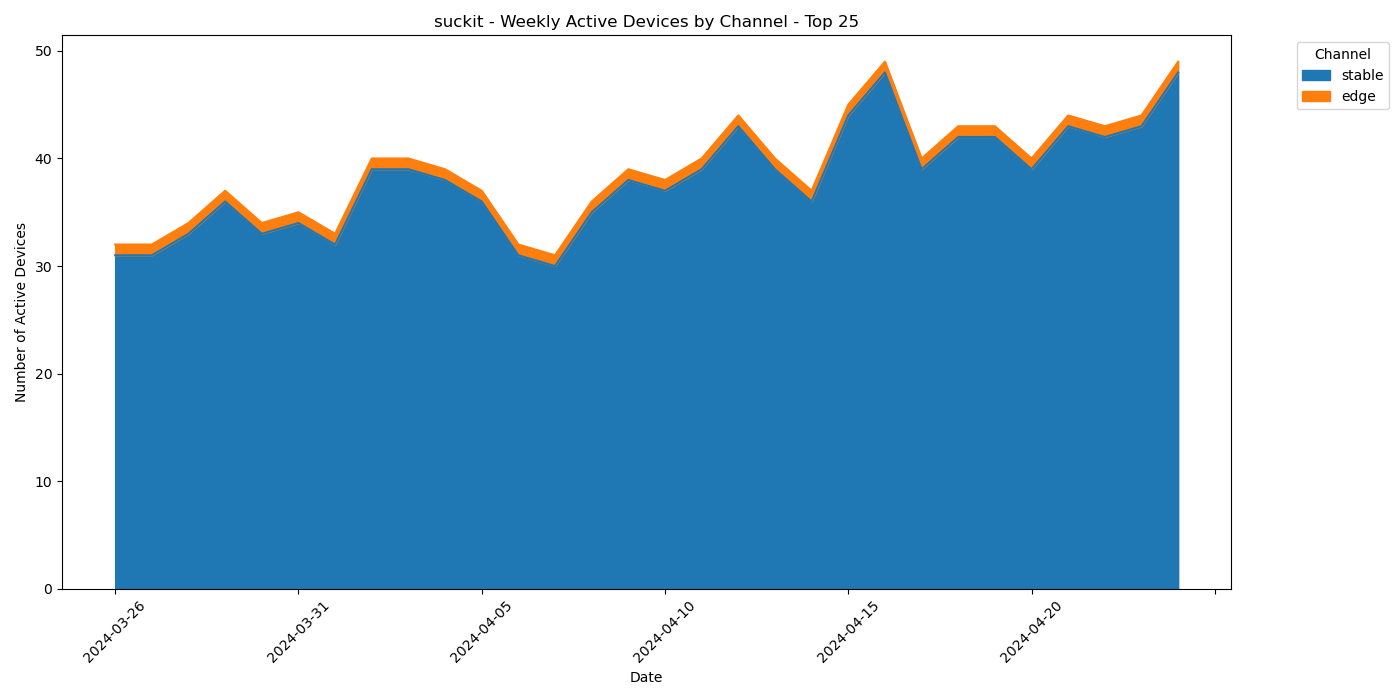 suckit - Weekly Active Devices by Channel - Top 25
Channel
stable
edge
Number of Active Devices
50
40
30
20
10
0
2024-03-26
2024-03-31
2024-04-05
2024-04-10
2024-04-15
2024-04-20
Date